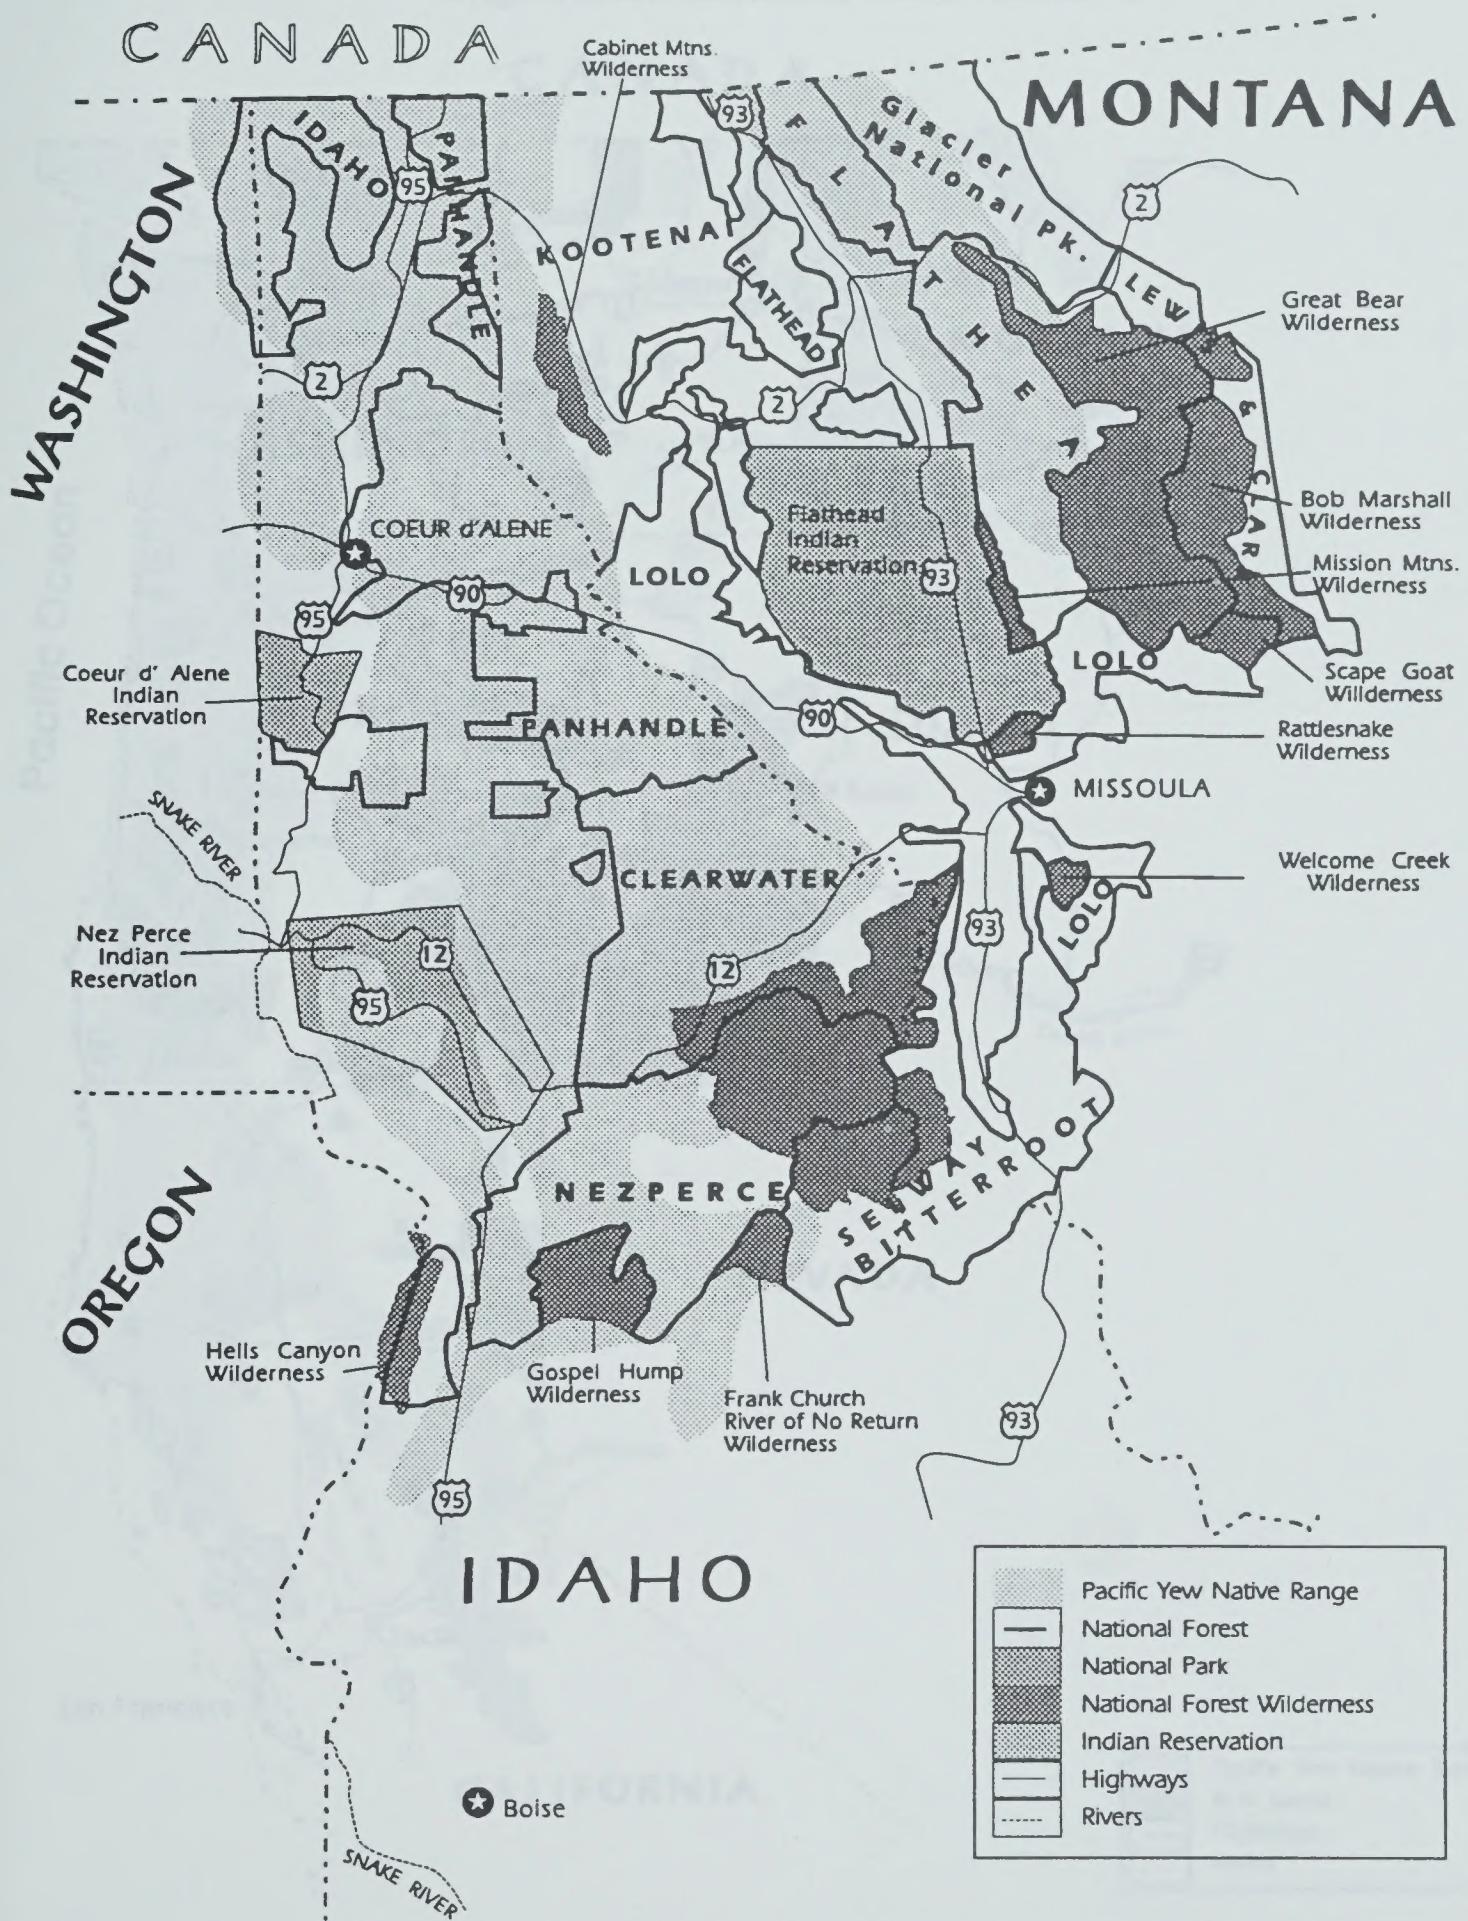 CANADA
Cabinet Mtns.
Wilderness
MONTANA
93
Glacier
National Pk.
IDAHO
PANHANDLE
95
2
WASHINGTON
KOOTENAI
FLATHEAD
FLATHEAD
LEWIS & CLARK
Great Bear
Wilderness
2
2
Bob Marshall
Wilderness
COEUR d'ALENE
Flathead
Indian
Reservation
93
LOLO
Mission Mtns.
Wilderness
90
95
LOLO
Scape Goat
Willderness
Coeur d' Alene
Indian
Reservation
PANHANDLE
90
Rattlesnake
Wilderness
MISSOULA
SNAKE RIVER
CLEARWATER
Welcome Creek
Wilderness
LOLO
93
Nez Perce
Indian
Reservation
12
12
95
SELWAY
BITTERROOT
NEZPERCE
OREGON
Hells Canyon
Wilderness
Gospel Hump
Wilderness
Frank Church
River of No Return
Wilderness
93
95
IDAHO
Pacific Yew Native Range
National Forest
National Park
National Forest Wilderness
Indian Reservation
Highways
Rivers
Boise
SNAKE RIVER